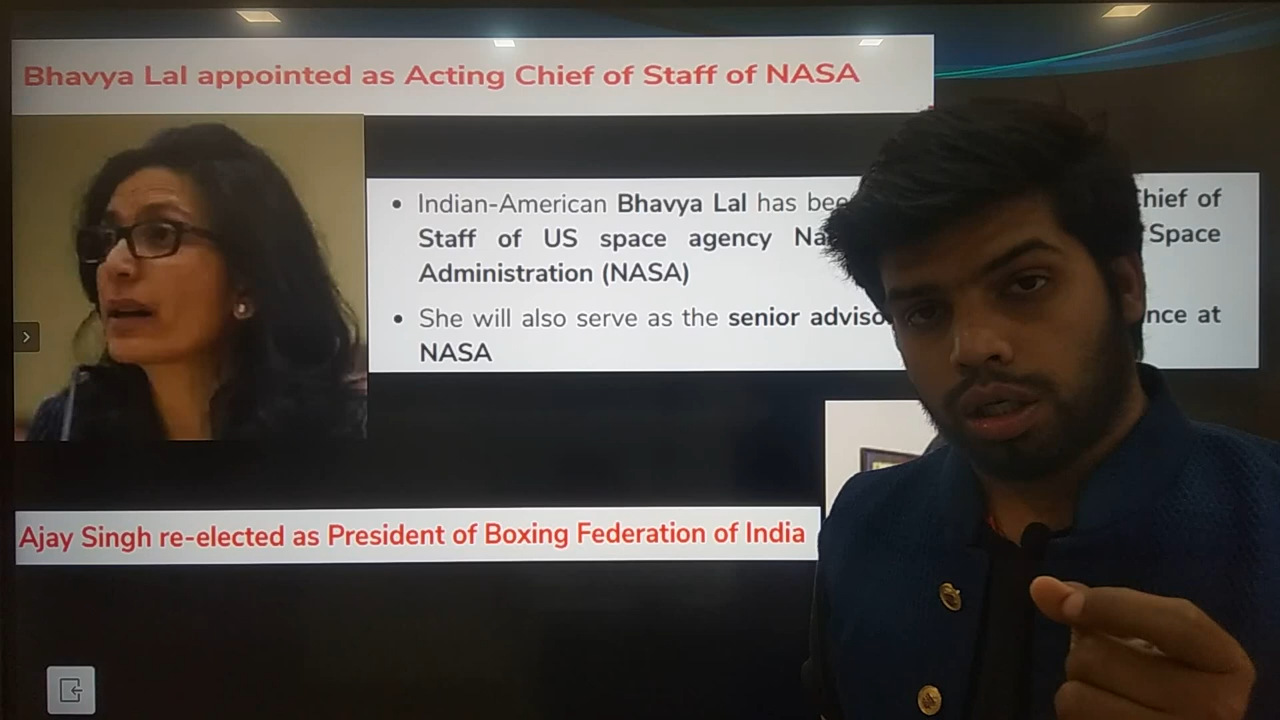 Bhavya Lal appointed as Acting Chief of Staff of NASA
• Indian-American Bhavya Lal has bee Chief of
Staff of US space agency Na Space
Administration (NASA)
• She will also serve as the senior adviso nce at
NASA
Ajay Singh re-elected as President of Boxing Federation of India